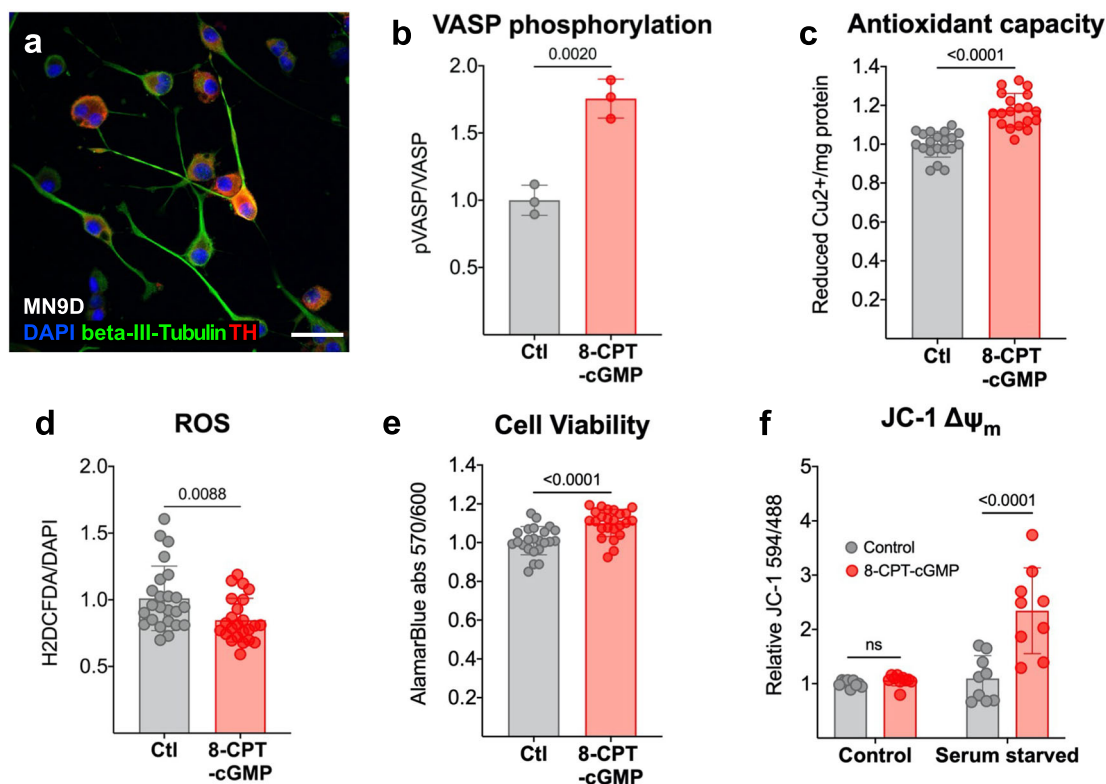 a
MN9D
DAPI beta-III-Tubulin TH
b
VASP phosphorylation
0.0020
pVASP/VASP
2.0
1.5
1.0
0.5
Ctl
8-CPT
-cGMP
c
Antioxidant capacity
<0.0001
Reduced Cu2+/mg protein
1.4
1.2
1.0
0.8
0.6
0.4
0.2
Ctl
8-CPT
-cGMP
d
ROS
0.0088
H2DCFDA/DAPI
2.0
1.5
1.0
0.5
Ctl
8-CPT
-cGMP
e
Cell Viability
<0.0001
AlamarBlue abs 570/600
1.4
1.2
1.0
0.8
0.6
0.4
0.2
Ctl
8-CPT
-cGMP
f
JC-1 Δψm
<0.0001
Relative JC-1 594/488
5
4
3
2
1
Control
8-CPT-cGMP
ns
Control
Serum starved